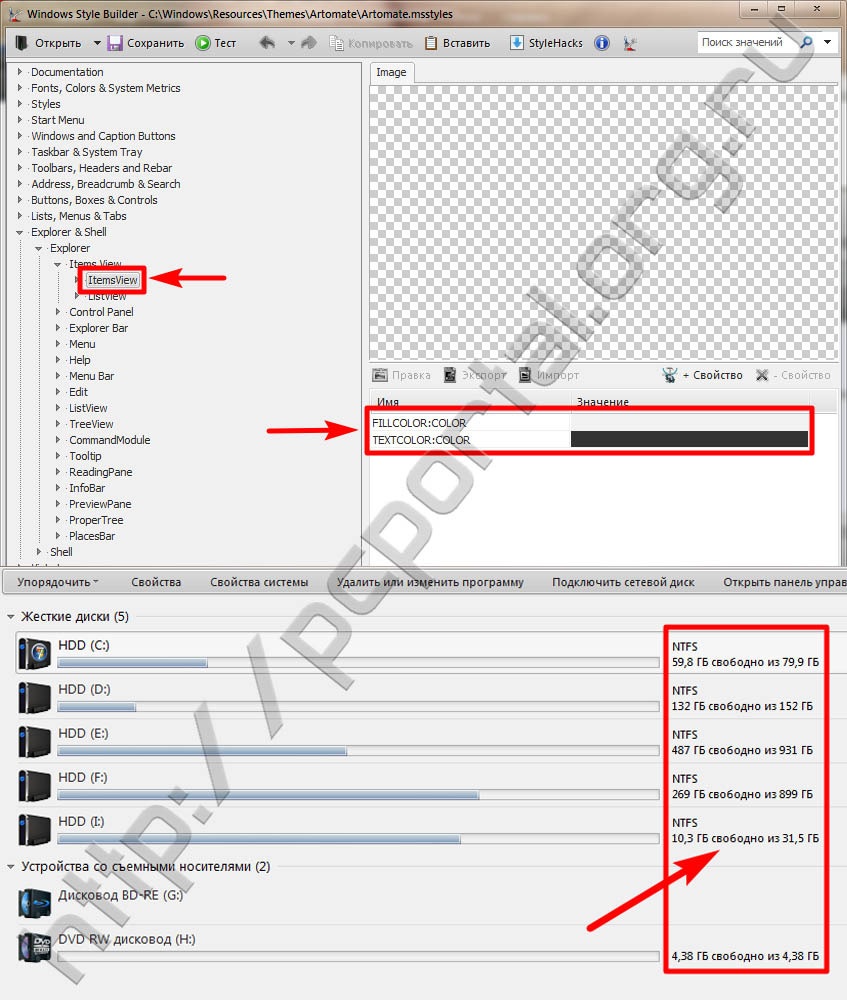 Windows Style Builder - C:\Windows\Resources\Themes\Artomate\Artomate.msstyles
Открыть Сохранить Тест Копировать Вставить StyleHacks Поиск значений
Documentation
Fonts, Colors & System Metrics
Styles
Start Menu
Windows and Caption Buttons
Taskbar & System Tray
Toolbars, Headers and Rebar
Address, Breadcrumb & Search
Buttons, Boxes & Controls
Lists, Menus & Tabs
Explorer & Shell
Explorer
Items View
ItemsView
ListView
Control Panel
Explorer Bar
Menu
Help
Menu Bar
Edit
ListView
TreeView
CommandModule
Tooltip
ReadingPane
InfoBar
PreviewPane
ProperTree
PlacesBar
Shell
Image
Правка Экспорт Импорт + Свойство - Свойство
Имя Значение
FILLCOLOR:COLOR
TEXTCOLOR:COLOR
Упорядочить Свойства Свойства системы Удалить или изменить программу Подключить сетевой диск Открыть панель управ
Жесткие диски (5)
HDD (C:)
NTFS
59,8 ГБ свободно из 79,9 ГБ
HDD (D:)
NTFS
132 ГБ свободно из 152 ГБ
HDD (E:)
NTFS
487 ГБ свободно из 931 ГБ
HDD (F:)
NTFS
269 ГБ свободно из 899 ГБ
HDD (I:)
NTFS
10,3 ГБ свободно из 31,5 ГБ
Устройства со съемными носителями (2)
Дисковод BD-RE (G:)
DVD RW дисковод (H:)
4,38 ГБ свободно из 4,38 ГБ
http://pcportal.org.ru